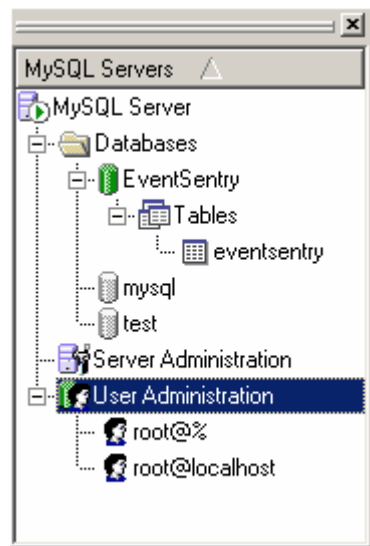 MySQL Servers
MySQL Server
Databases
EventSentry
Tables
eventsentry
mysql
test
Server Administration
User Administration
root@%
root@localhost